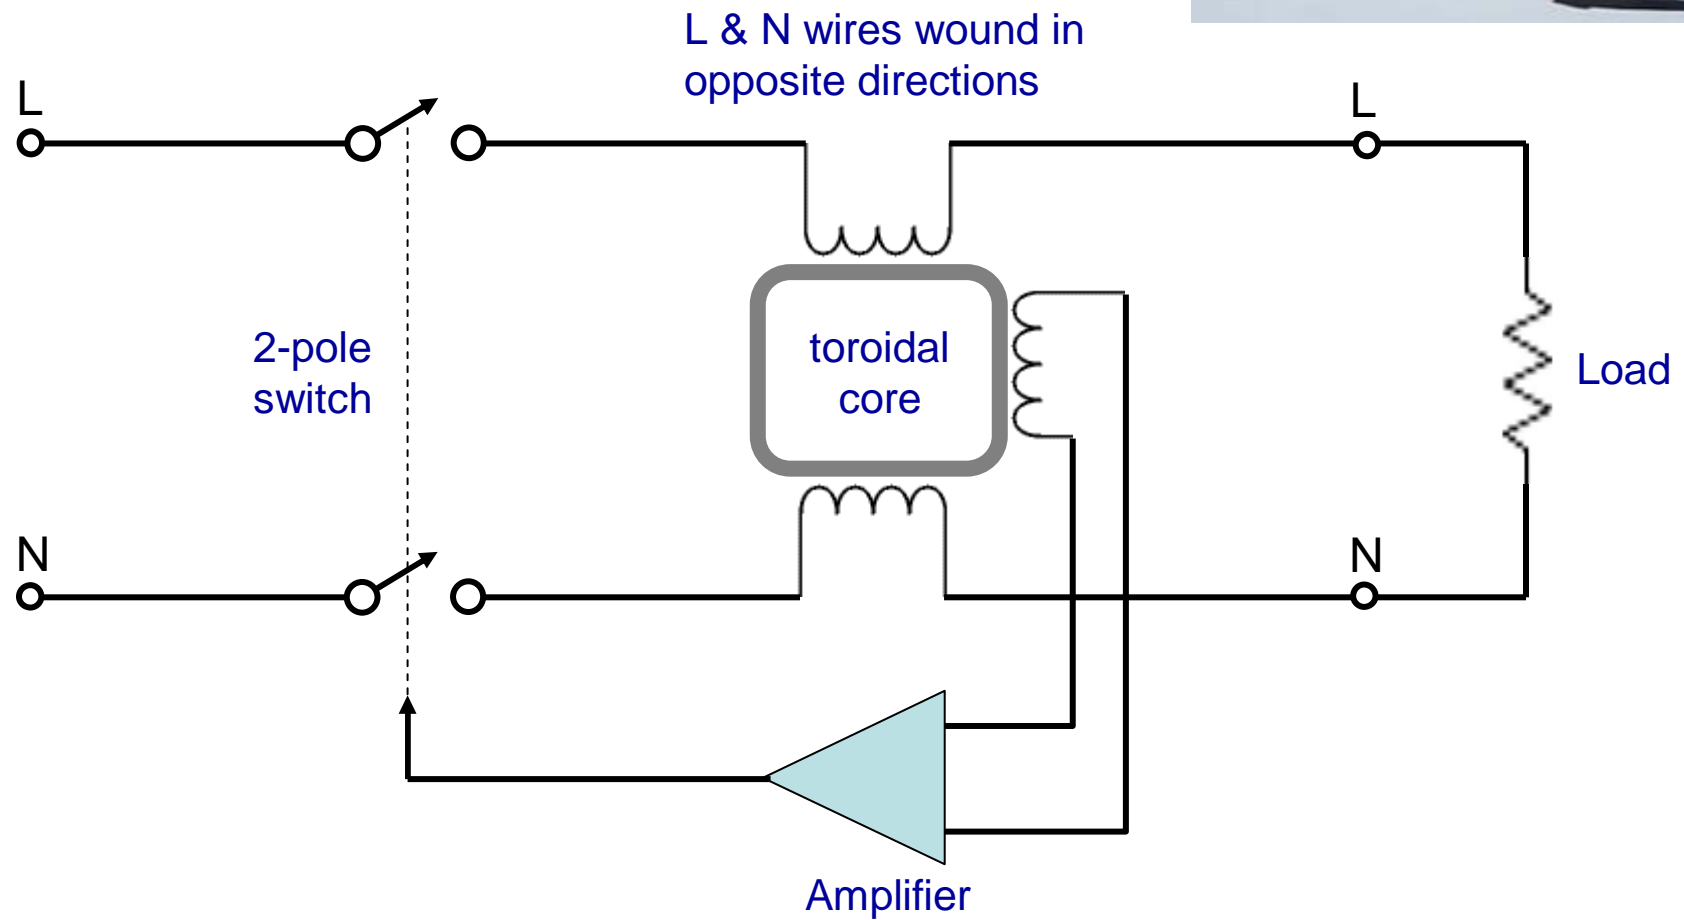 L & N wires wound in
opposite directions
L
L
2-pole
switch
toroidal
core
Load
N
N
Amplifier